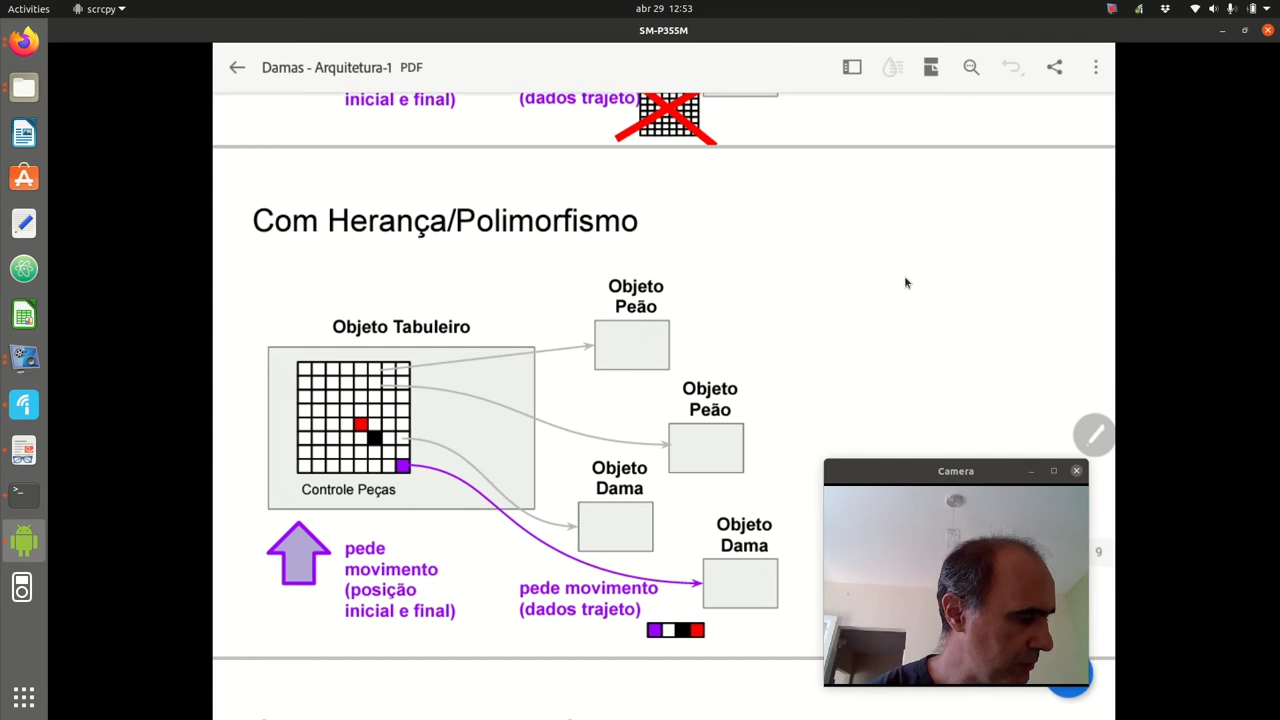 Activities
scrcpy
abr 29 12:53
SM-P355M
Damas - Arquitetura-1 PDF
inicial e final)
(dados trajeto)
Com Herança/Polimorfismo
Objeto
Peão
Objeto Tabuleiro
Objeto
Peão
Objeto
Dama
Controle Peças
Objeto
Dama
pede
movimento
(posição
inicial e final)
pede movimento
(dados trajeto)
Camera
9